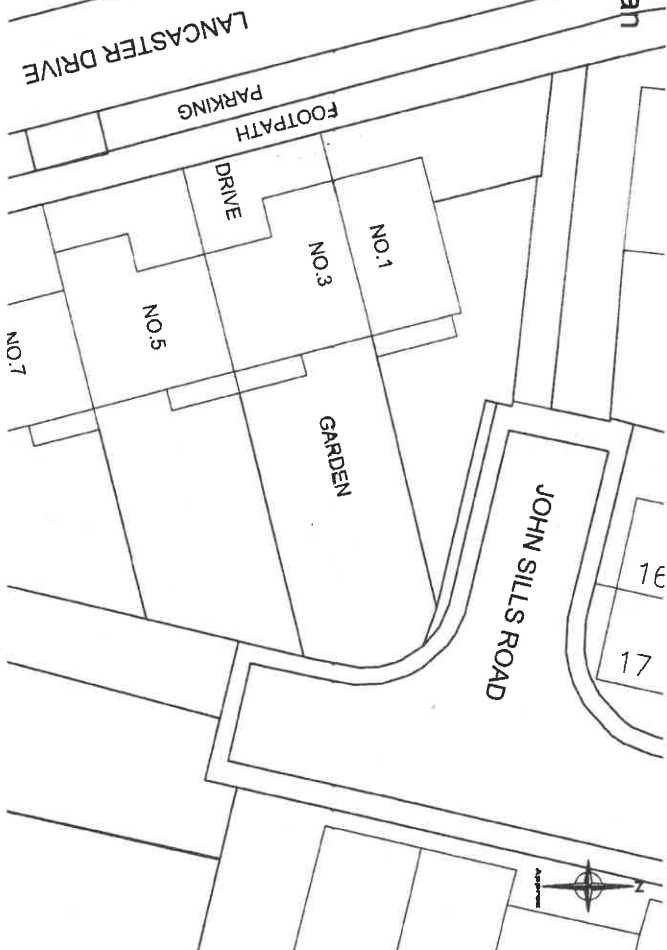 an
LANCASTER DRIVE
PARKING
FOOTPATH
DRIVE
NO.1
NO.3
NO.5
NO.7
GARDEN
JOHN SILLS ROAD
16
17
Z